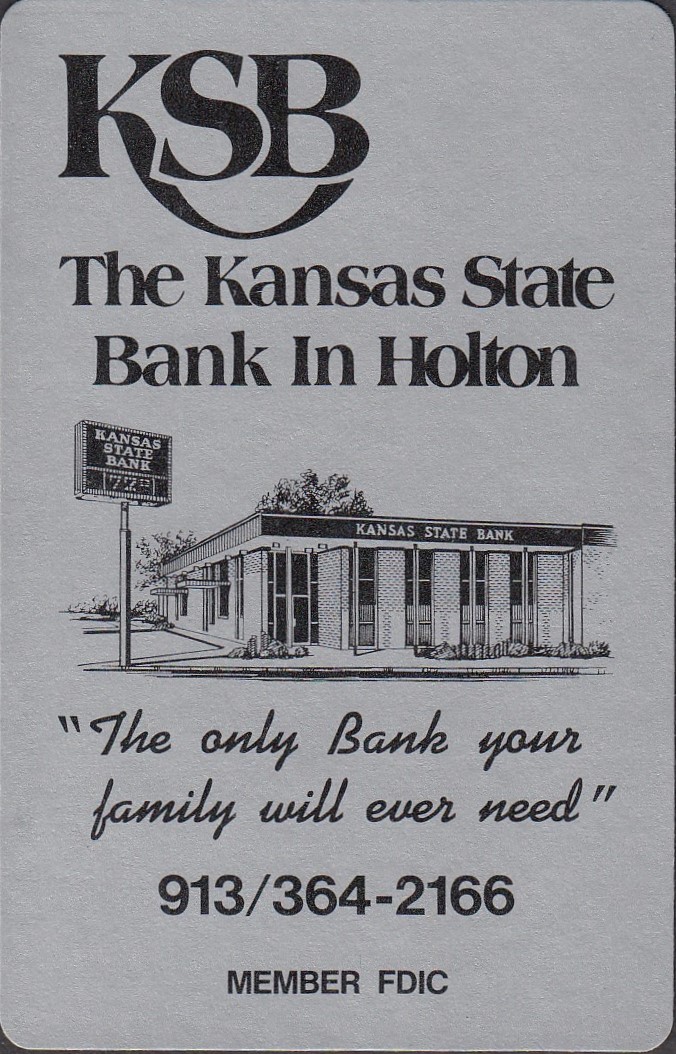 KSB
The Kansas State
Bank In Holton
KANSAS
STATE
BANK
KANSAS STATE BANK
"The only Bank your
family will ever need"
913/364-2166
MEMBER FDIC